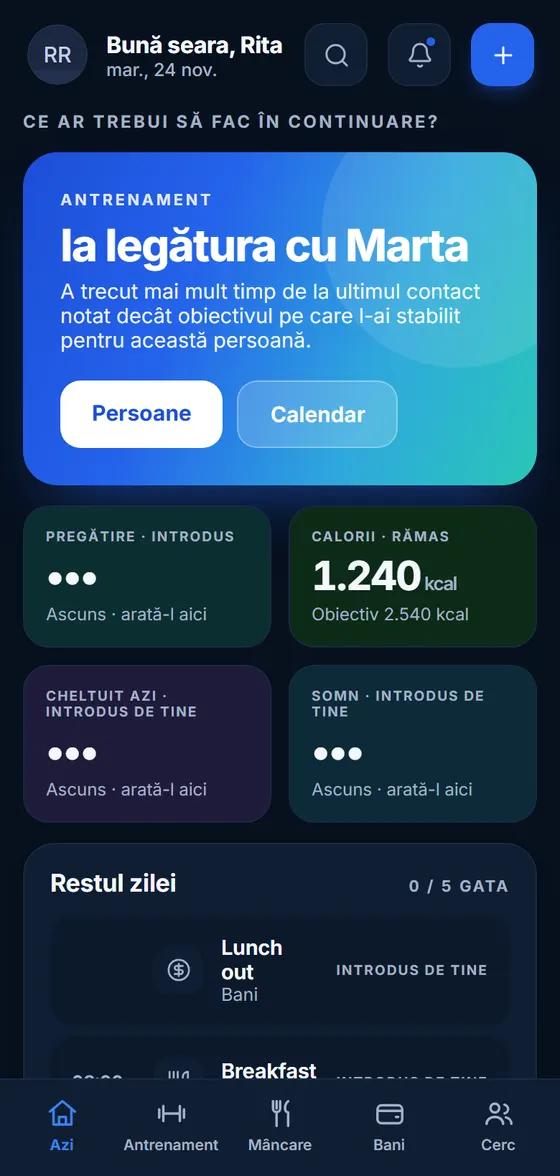 RR
Bună seara, Rita
mar., 24 nov.
CE AR TREBUI SĂ FAC ÎN CONTINUARE?
ANTRENAMENT
Ia legătura cu Marta
A trecut mai mult timp de la ultimul contact
notat decât obiectivul pe care l-ai stabilit
pentru această persoană.
Persoane
Calendar
PREGĂTIRE · INTRODUS
Ascuns · arată-l aici
CALORII · RĂMAS
1.240 kcal
Obiectiv 2.540 kcal
CHELTUIT AZI ·
INTRODUS DE TINE
Ascuns · arată-l aici
SOMN · INTRODUS DE
TINE
Ascuns · arată-l aici
Restul zilei
0 / 5 GATA
Lunch
out
Bani
INTRODUS DE TINE
Breakfast
Azi
Antrenament
Mâncare
Bani
Cerc